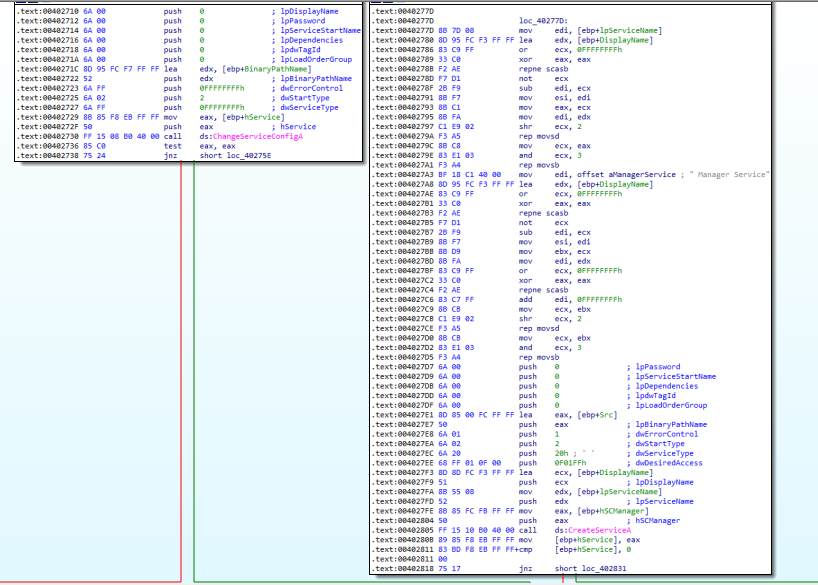 .text:00402710 6A 00 push 0 ; lpDisplayName
.text:00402712 6A 00 push 0 ; lpPassword
.text:00402714 6A 00 push 0 ; lpServiceStartName
.text:00402716 6A 00 push 0 ; lpDependencies
.text:00402718 6A 00 push 0 ; lpdwTagId
.text:0040271A 6A 00 push 0 ; lpLoadOrderGroup
.text:0040271C 8D 95 FC F7 FF FF lea edx, [ebp+BinaryPathName]
.text:00402722 52 push edx ; lpBinaryPathName
.text:00402723 6A FF push 0FFFFFFFFh ; dwErrorControl
.text:00402725 6A 02 push 2 ; dwStartType
.text:00402727 6A FF push 0FFFFFFFFh ; dwServiceType
.text:00402729 8B 85 F8 EB FF FF mov eax, [ebp+hService]
.text:0040272F 50 push eax ; hService
.text:00402730 FF 15 08 B0 40 00 call ds:ChangeServiceConfigA
.text:00402736 85 C0 test eax, eax
.text:00402738 75 24 jnz short loc_40275E
.text:0040277D
.text:0040277D loc_40277D:
.text:0040277D 8B 7D 08 mov edi, [ebp+lpServiceName]
.text:00402780 8D 95 FC F3 FF FF lea edx, [ebp+DisplayName]
.text:00402786 83 C9 FF or ecx, 0FFFFFFFFh
.text:00402789 33 C0 xor eax, eax
.text:0040278B F2 AE repne scasb
.text:0040278D F7 D1 not ecx
.text:0040278F 2B F9 sub edi, ecx
.text:00402791 8B F7 mov esi, edi
.text:00402793 8B C1 mov eax, ecx
.text:00402795 8B FA mov edi, edx
.text:00402797 C1 E9 02 shr ecx, 2
.text:0040279A F3 A5 rep movsd
.text:0040279C 8B C8 mov ecx, eax
.text:0040279E 83 E1 03 and ecx, 3
.text:004027A1 F3 A4 rep movsb
.text:004027A3 BF 18 C1 40 00 mov edi, offset aManagerService ; " Manager Service"
.text:004027A8 8D 95 FC F3 FF FF lea edx, [ebp+DisplayName]
.text:004027AE 83 C9 FF or ecx, 0FFFFFFFFh
.text:004027B1 33 C0 xor eax, eax
.text:004027B3 F2 AE repne scasb
.text:004027B5 F7 D1 not ecx
.text:004027B7 2B F9 sub edi, ecx
.text:004027B9 8B F7 mov esi, edi
.text:004027BB 8B D9 mov ebx, ecx
.text:004027BD 8B FA mov edi, edx
.text:004027BF 83 C9 FF or ecx, 0FFFFFFFFh
.text:004027C2 33 C0 xor eax, eax
.text:004027C4 F2 AE repne scasb
.text:004027C6 83 C7 FF add edi, 0FFFFFFFFh
.text:004027C9 8B CB mov ecx, ebx
.text:004027CB C1 E9 02 shr ecx, 2
.text:004027CE F3 A5 rep movsd
.text:004027D0 8B CB mov ecx, ebx
.text:004027D2 83 E1 03 and ecx, 3
.text:004027D5 F3 A4 rep movsb
.text:004027D7 6A 00 push 0 ; lpPassword
.text:004027D9 6A 00 push 0 ; lpServiceStartName
.text:004027DB 6A 00 push 0 ; lpDependencies
.text:004027DD 6A 00 push 0 ; lpdwTagId
.text:004027DF 6A 00 push 0 ; lpLoadOrderGroup
.text:004027E1 8D 85 00 FC FF FF lea eax, [ebp+Src]
.text:004027E7 50 push eax ; lpBinaryPathName
.text:004027E8 6A 01 push 1 ; dwErrorControl
.text:004027EA 6A 02 push 2 ; dwStartType
.text:004027EC 6A 20 push 20h ; ' ' ; dwServiceType
.text:004027EE 68 FF 01 0F 00 push 0F01FFh ; dwDesiredAccess
.text:004027F3 8D 8D FC F3 FF FF lea ecx, [ebp+DisplayName]
.text:004027F9 51 push ecx ; lpDisplayName
.text:004027FA 8B 55 08 mov edx, [ebp+lpServiceName]
.text:004027FD 52 push edx ; lpServiceName
.text:004027FE 8B 85 FC FB FF FF mov eax, [ebp+hSCManager]
.text:00402804 50 push eax ; hSCManager
.text:00402805 FF 15 10 B0 40 00 call ds:CreateServiceA
.text:0040280B 89 85 F8 EB FF FF mov [ebp+hService], eax
.text:00402811 83 BD F8 EB FF FF+cmp [ebp+hService], 0
.text:00402811 00
.text:00402818 75 17 jnz short loc_402831